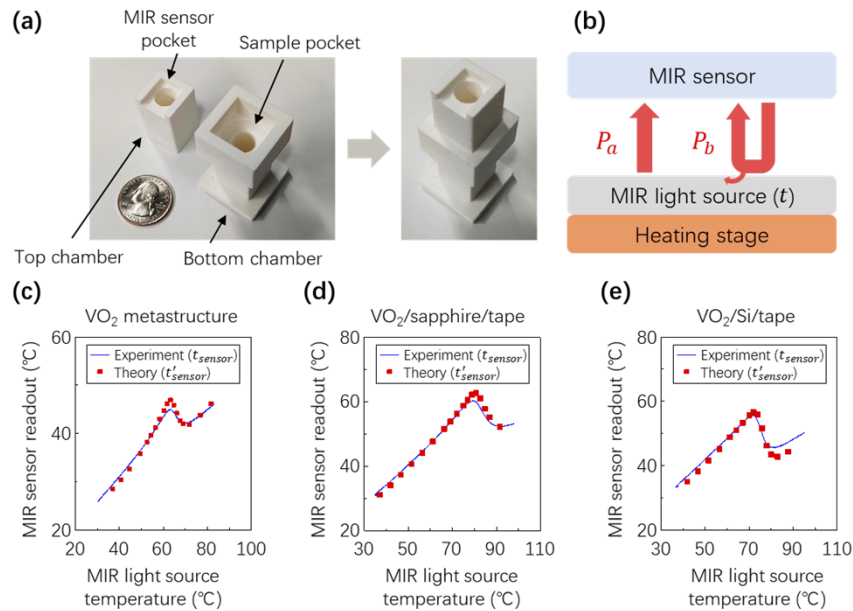 (a)
MIR sensor
pocket
Sample pocket
Top chamber
Bottom chamber
(b)
MIR sensor
Pₐ
P_b
MIR light source (t)
Heating stage
(c)
VO₂ metastructure
Experiment (t_sensor)
Theory (t'_sensor)
MIR sensor readout (℃)
60
40
20
20 40 60 80 100
MIR light source
temperature (℃)
(d)
VO₂/sapphire/tape
Experiment (t_sensor)
Theory (t'_sensor)
MIR sensor readout (℃)
80
60
40
20
30 50 70 90 110
MIR light source
temperature (℃)
(e)
VO₂/Si/tape
Experiment (t_sensor)
Theory (t'_sensor)
MIR sensor readout (℃)
80
60
40
20
30 50 70 90 110
MIR light source
temperature (℃)